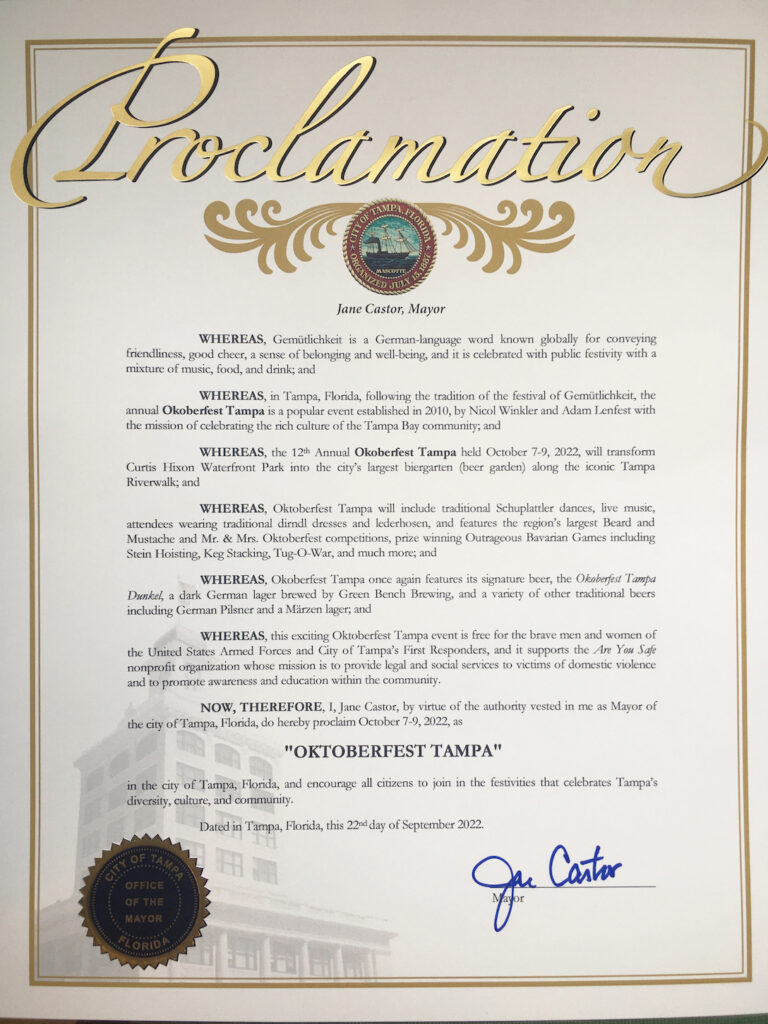 Proclamation
CITY OF TAMPA, FLORIDA
MASCOTTE
ORGANIZED JULY 15, 1887
Jane Castor, Mayor
WHEREAS, Gemütlichkeit is a German-language word known globally for conveying
friendliness, good cheer, a sense of belonging and well-being, and it is celebrated with public festivity with a
mixture of music, food, and drink; and
WHEREAS, in Tampa, Florida, following the tradition of the festival of Gemütlichkeit, the
annual Okoberfest Tampa is a popular event established in 2010, by Nicol Winkler and Adam Lenfest with
the mission of celebrating the rich culture of the Tampa Bay community; and
WHEREAS, the 12th Annual Okoberfest Tampa held October 7-9, 2022, will transform
Curtis Hixon Waterfront Park into the city's largest biergarten (beer garden) along the iconic Tampa
Riverwalk; and
WHEREAS, Oktoberfest Tampa will include traditional Schuplattler dances, live music,
attendees wearing traditional dirndl dresses and lederhosen, and features the region's largest Beard and
Mustache and Mr. & Mrs. Oktoberfest competitions, prize winning Outrageous Bavarian Games including
Stein Hoisting, Keg Stacking, Tug-O-War, and much more; and
WHEREAS, Okoberfest Tampa once again features its signature beer, the Okoberfest Tampa
Dunkel, a dark German lager brewed by Green Bench Brewing, and a variety of other traditional beers
including German Pilsner and a Märzen lager; and
WHEREAS, this exciting Oktoberfest Tampa event is free for the brave men and women of
the United States Armed Forces and City of Tampa's First Responders, and it supports the Are You Safe
nonprofit organization whose mission is to provide legal and social services to victims of domestic violence
and to promote awareness and education within the community.
NOW, THEREFORE, I, Jane Castor, by virtue of the authority vested in me as Mayor of
the city of Tampa, Florida, do hereby proclaim October 7-9, 2022, as
"OKTOBERFEST TAMPA"
in the city of Tampa, Florida, and encourage all citizens to join in the festivities that celebrates Tampa's
diversity, culture, and community.
Dated in Tampa, Florida, this 22nd day of September 2022.
Jane Castor
Mayor
CITY OF TAMPA
OFFICE
OF THE
MAYOR
FLORIDA